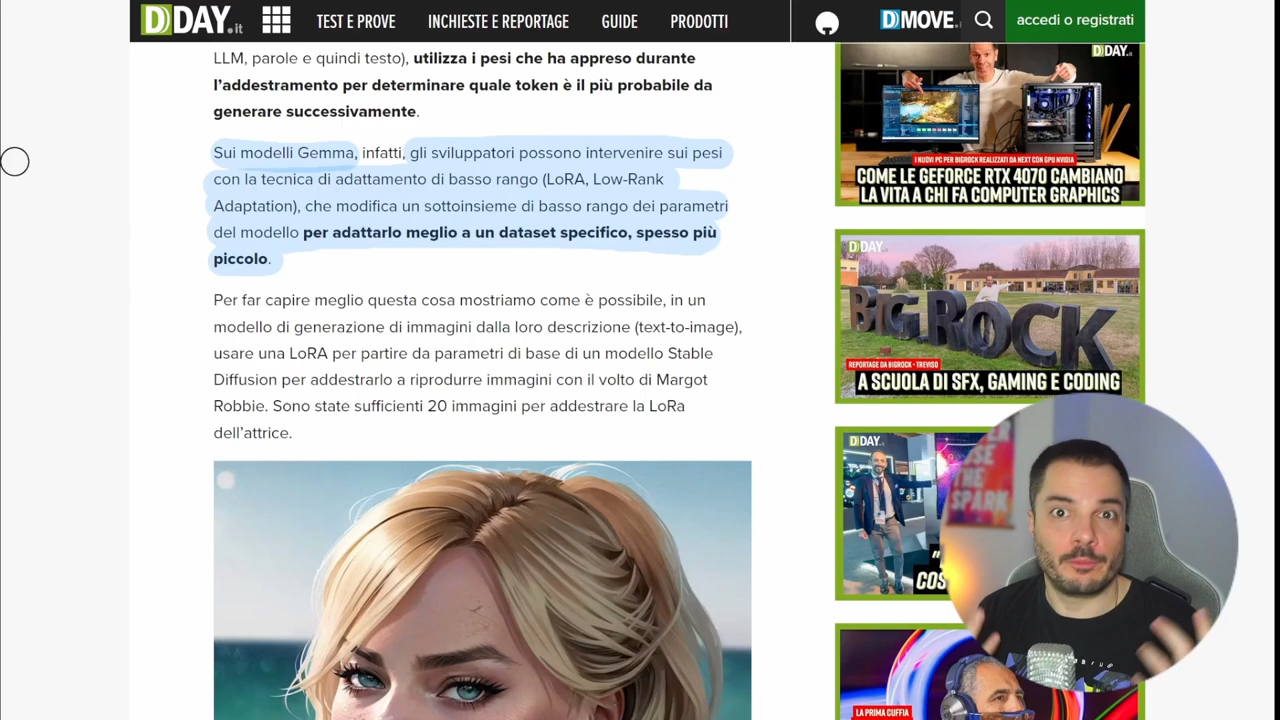 DDAY.it
TEST E PROVE
INCHIESTE E REPORTAGE
GUIDE
PRODOTTI
DMOVE.
accedi o registrati
LLM, parole e quindi testo), utilizza i pesi che ha appreso durante
l’addestramento per determinare quale token è il più probabile da
generare successivamente.
Sui modelli Gemma, infatti, gli sviluppatori possono intervenire sui pesi
con la tecnica di adattamento di basso rango (LoRA, Low-Rank
Adaptation), che modifica un sottoinsieme di basso rango dei parametri
del modello per adattarlo meglio a un dataset specifico, spesso più
piccolo.
Per far capire meglio questa cosa mostriamo come è possibile, in un
modello di generazione di immagini dalla loro descrizione (text-to-image),
usare una LoRA per partire da parametri di base di un modello Stable
Diffusion per addestrarlo a riprodurre immagini con il volto di Margot
Robbie. Sono state sufficienti 20 immagini per addestrare la LoRa
dell’attrice.
DDAY.it
I NUOVI PC PER BIGROCK REALIZZATI DA NEXT CON GPU NVIDIA
COME LE GEFORCE RTX 4070 CAMBIANO
LA VITA A CHI FA COMPUTER GRAPHICS
DDAY.it
BIG ROCK
REPORTAGE DA BIGROCK - TREVISO
A SCUOLA DI SFX, GAMING E CODING
DDAY.it
COS
USE
THE
SPARK
LA PRIMA CUFFIA